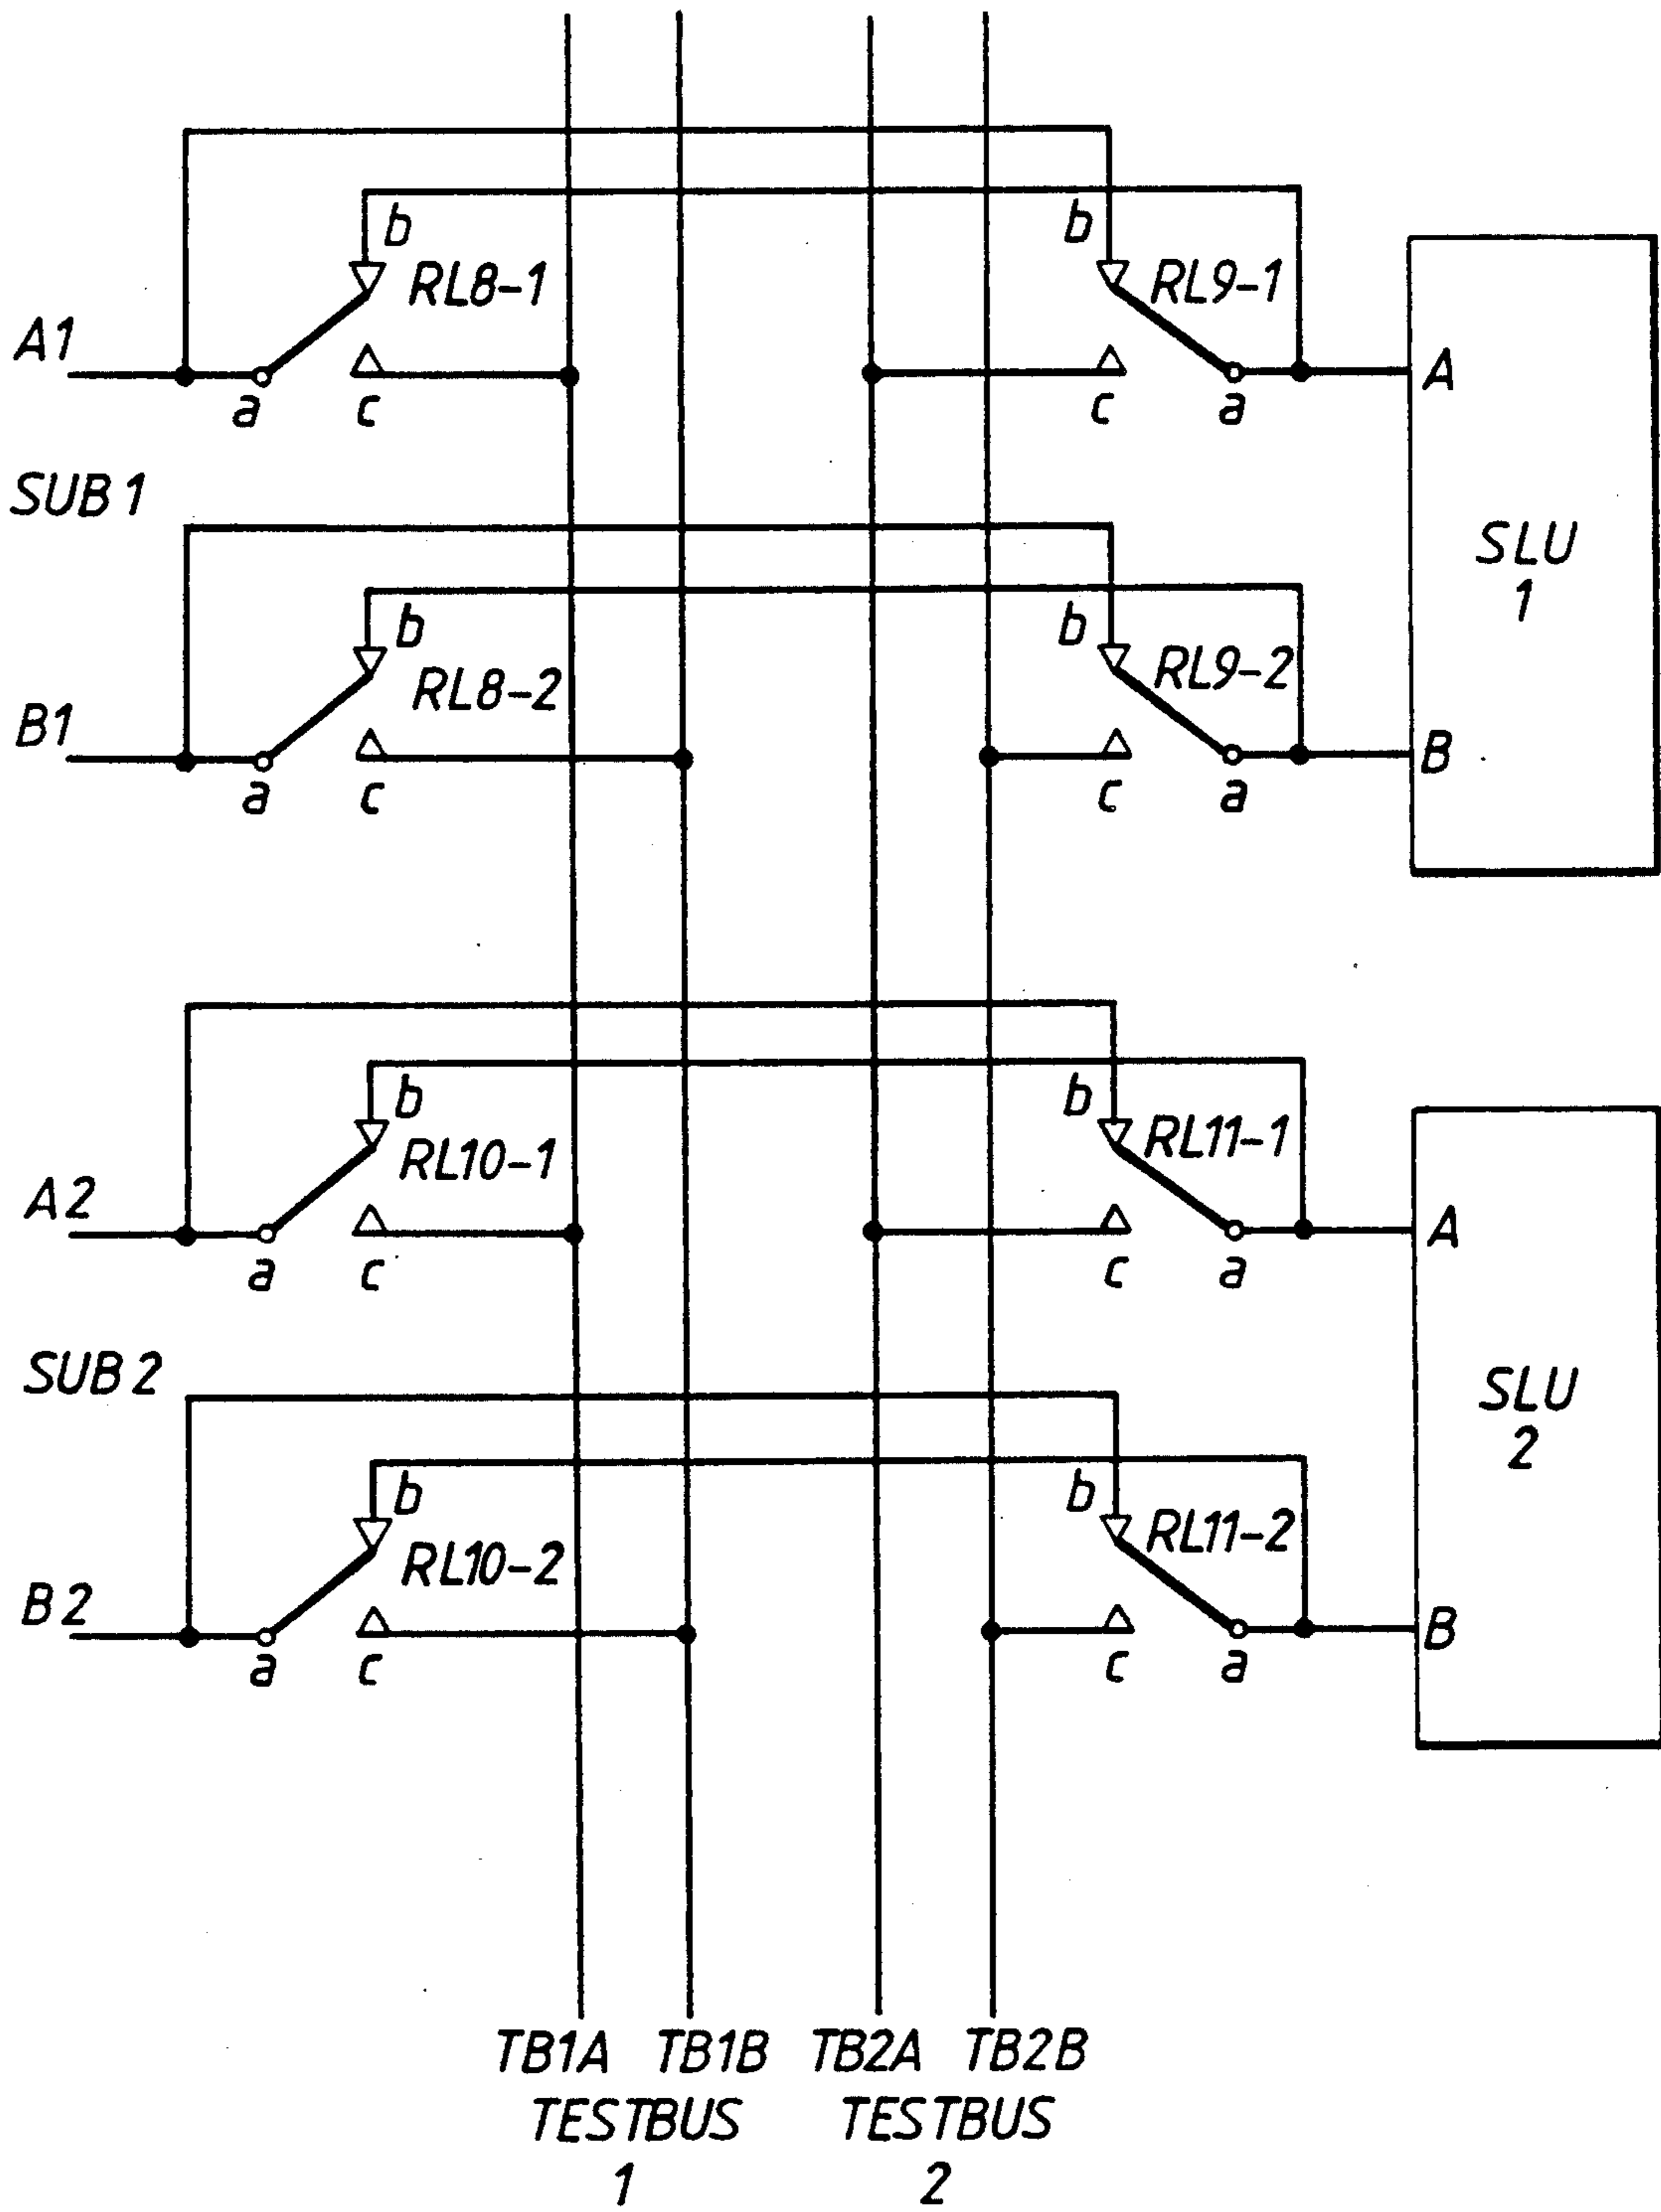 b
b
RL8-1
RL9-1
A1
A
a
c
c
a
SUB 1
SLU
1
b
b
RL8-2
RL9-2
B1
B
a
c
c
a
b
b
RL10-1
RL11-1
A2
A
a
c
c
a
SUB 2
SLU
2
b
b
RL10-2
RL11-2
B2
B
a
c
c
a
TB1A TB1B TB2A TB2B
TESTBUS TESTBUS
1 2